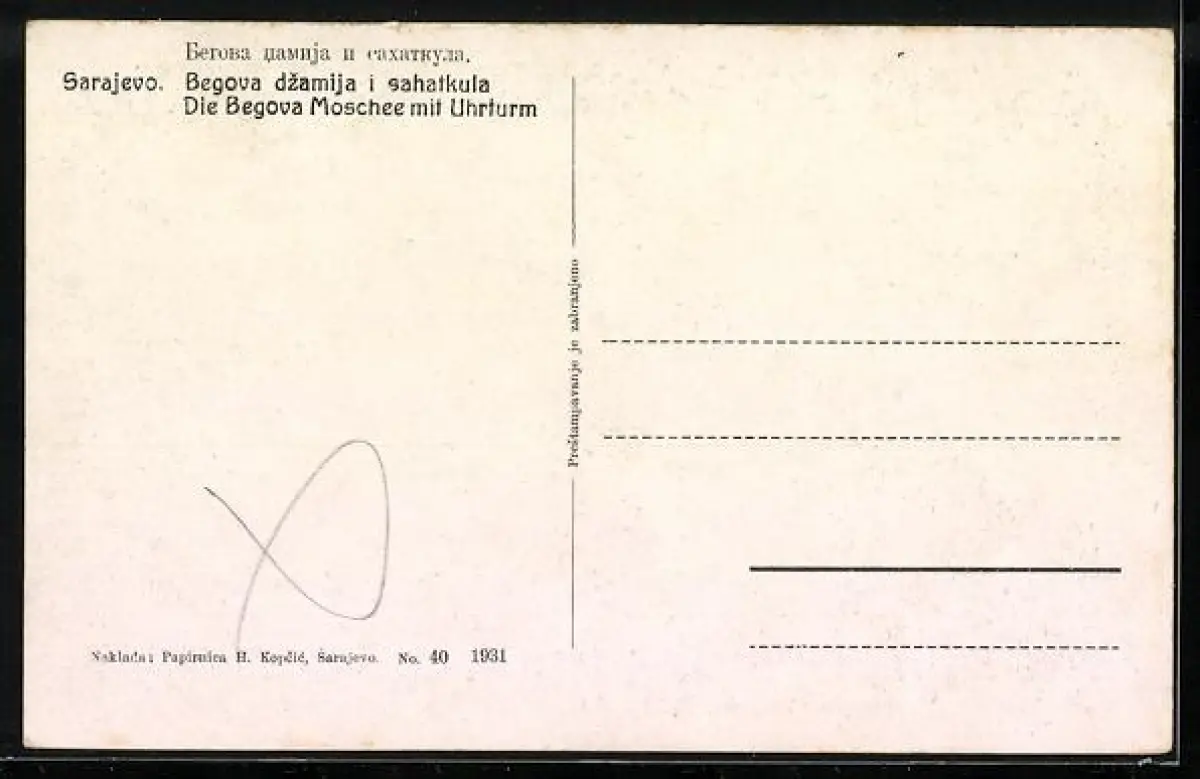 Бегова џамија и сахаткула.
Sarajevo. Begova džamija i sahatkula
Die Begova Moschee mit Uhrturm
Preštampavanje je zabranjeno
Naklada: Papirnica H. Kopčić, Sarajevo. No. 40 1931